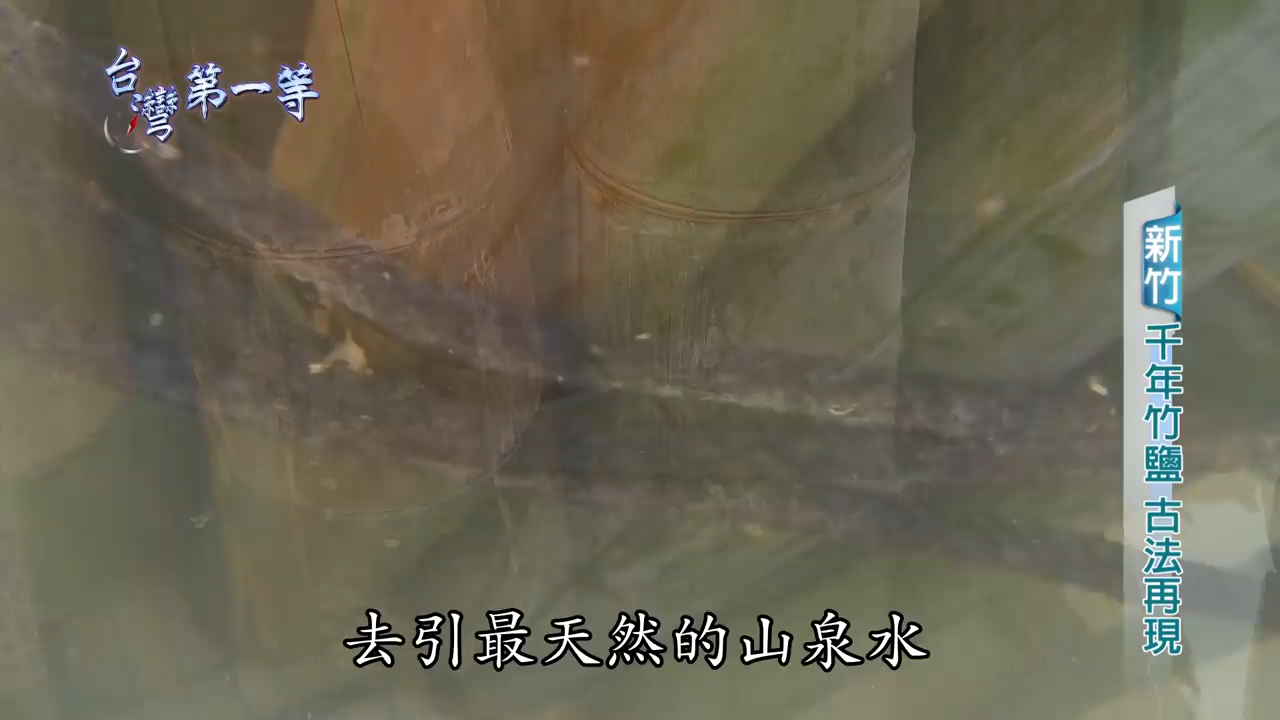 台灣第一等
新竹
千年竹鹽 古法再現
去引最天然的山泉水